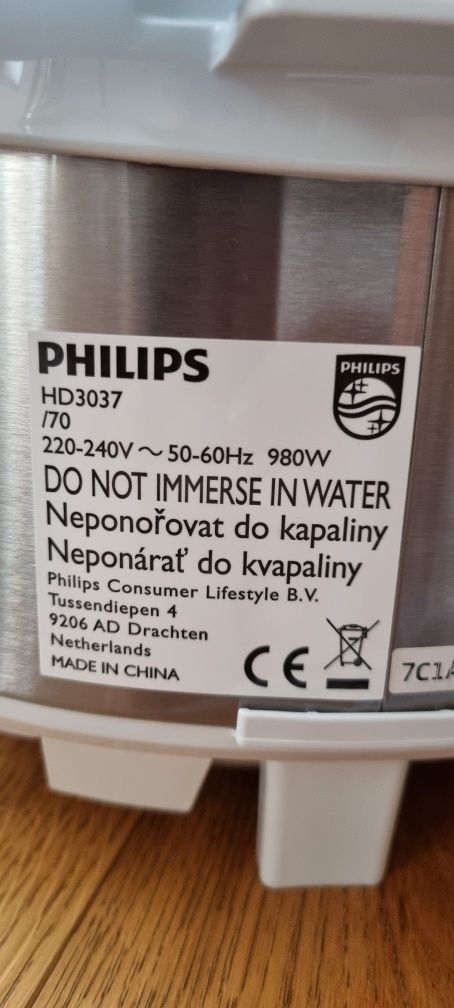 PHILIPS
PHILIPS
HD3037
/70
220-240V ~ 50-60Hz 980W
DO NOT IMMERSE IN WATER
Neponořovat do kapaliny
Neponárať do kvapaliny
Philips Consumer Lifestyle B.V.
Tussendiepen 4
9206 AD Drachten
Netherlands
MADE IN CHINA
CE